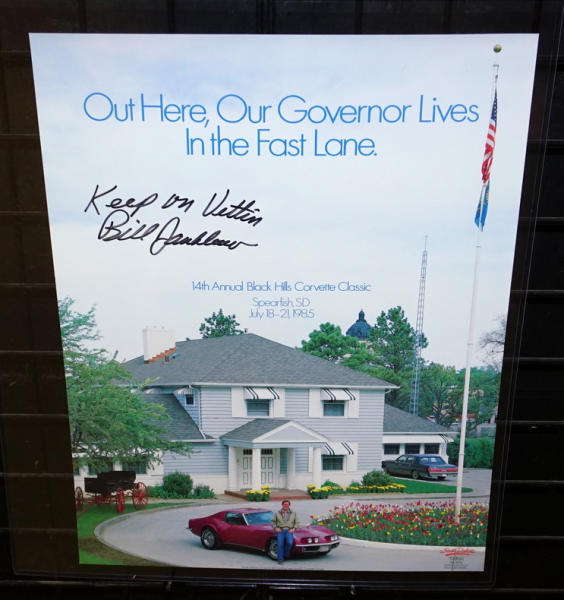 Out Here, Our Governor Lives
In the Fast Lane.
Keep on Vettin
Bill Janklow
14th Annual Black Hills Corvette Classic
Spearfish, SD
July 18-21, 1985